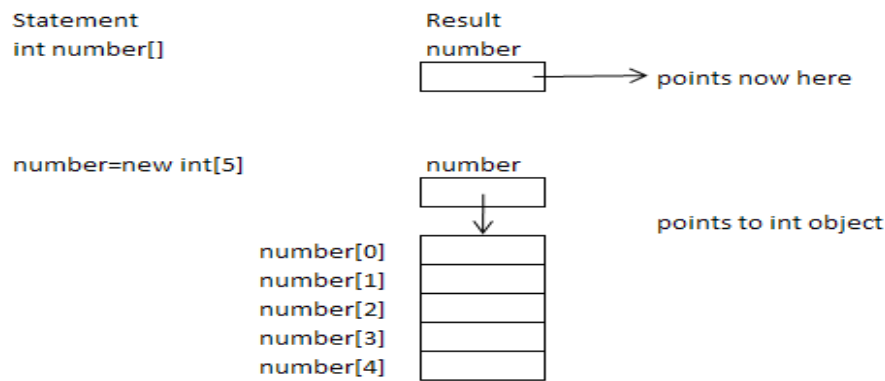 Statement Result
int number[] number
points now here
number=new int[5] number
points to int object
number[0]
number[1]
number[2]
number[3]
number[4]